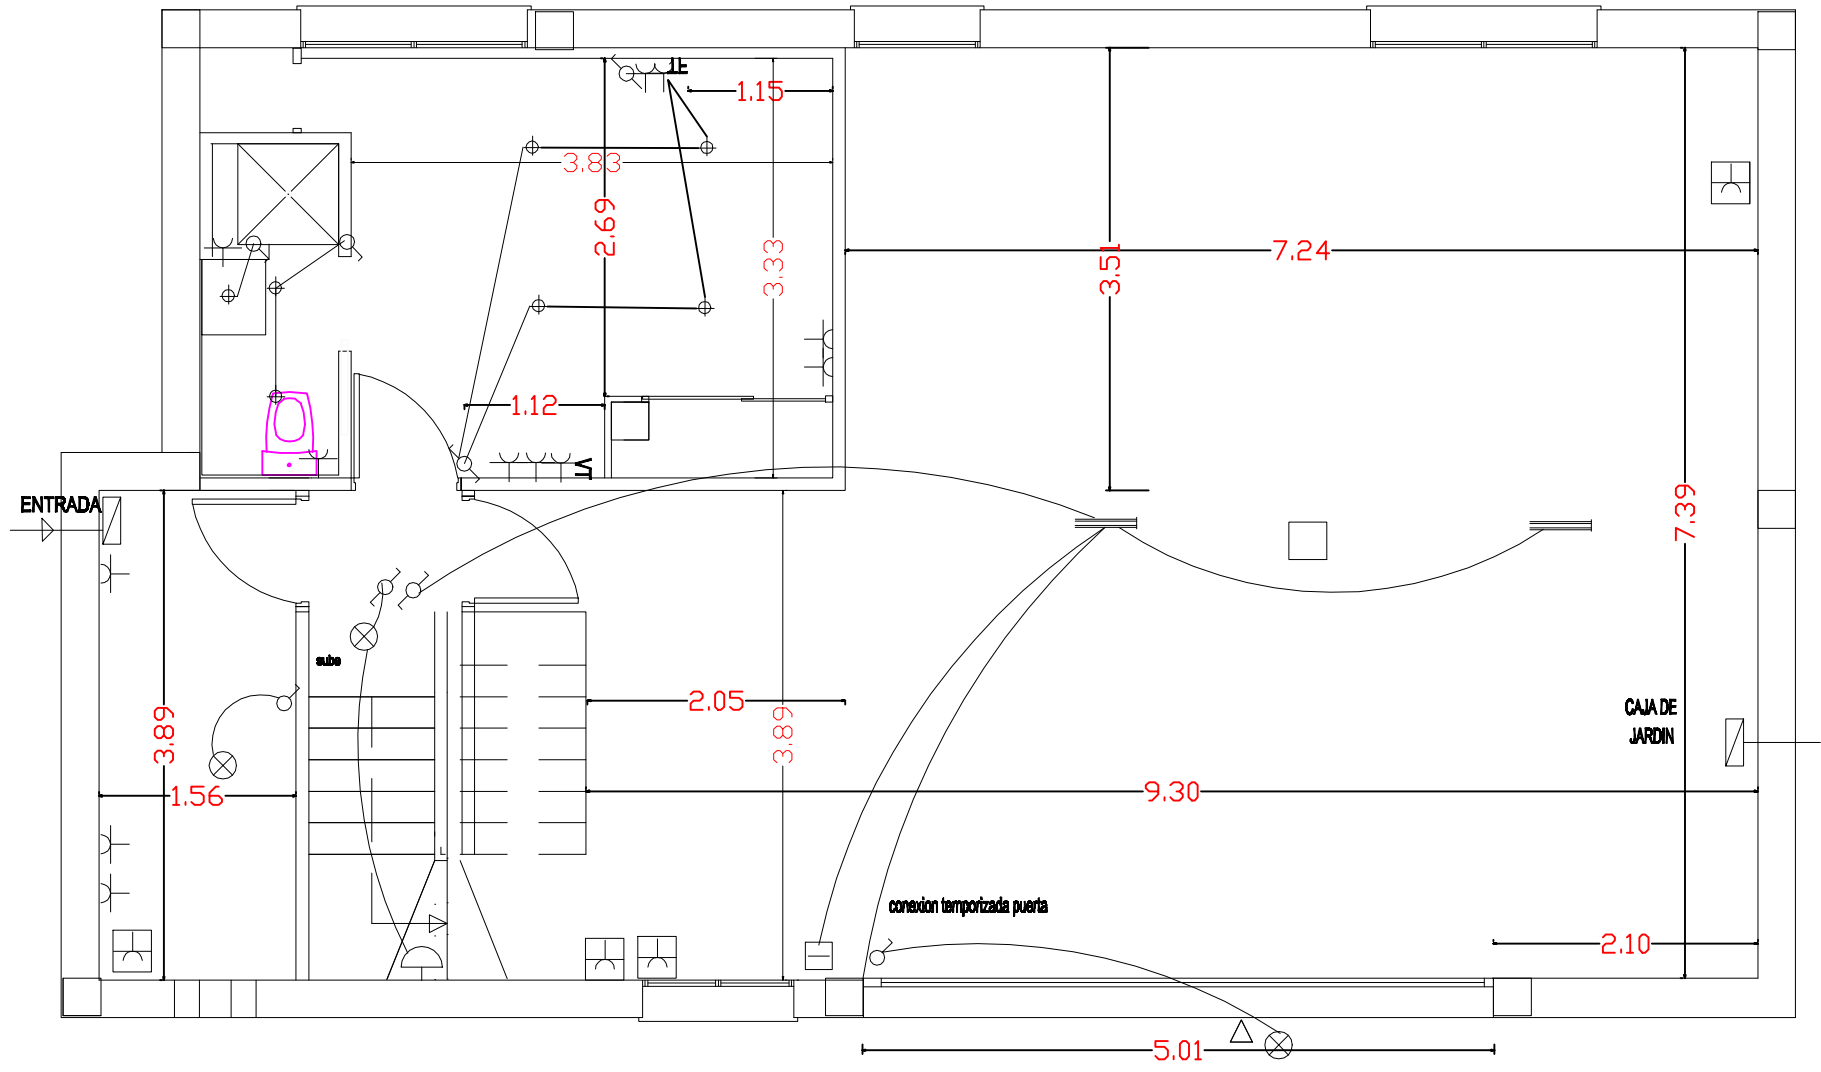 TF
1.15
3.83
2.69
3.33
3.51
7.24
1.12
TV
ENTRADA
7.39
sube
2.05
3.89
3.89
CAJA DE
JARDIN
1.56
9.30
conexion temporizada puerta
2.10
5.01